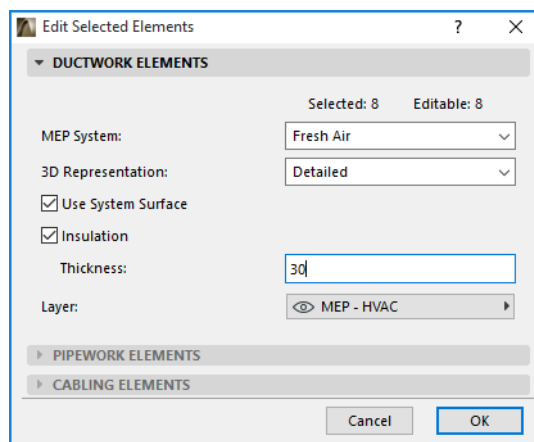 Edit Selected Elements ? X
DUCTWORK ELEMENTS
Selected: 8 Editable: 8
MEP System: Fresh Air
3D Representation: Detailed
Use System Surface
Insulation
Thickness: 30
Layer: MEP - HVAC
PIPEWORK ELEMENTS
CABLING ELEMENTS
Cancel OK